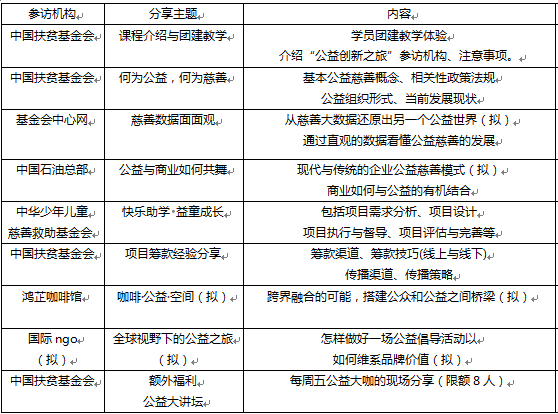 参访机构 分享主题 内容
中国扶贫基金会 课程介绍与团建教学 学员团建教学体验
介绍“公益创新之旅”参访机构、注意事项。
中国扶贫基金会 何为公益，何为慈善 基本公益慈善概念、相关性政策法规
公益组织形式、当前发展现状
基金会中心网 慈善数据面面观 从慈善大数据还原出另一个公益世界（拟）
通过直观的数据看懂公益慈善的发展
中国石油总部 公益与商业如何共舞 现代与传统的企业公益慈善模式（拟）
商业如何与公益的有机结合
中华少年儿童 快乐助学·益童成长 包括项目需求分析、项目设计
慈善救助基金会 项目执行与督导、项目评估与完善等
中国扶贫基金会 项目筹款经验分享 筹款渠道、筹款技巧(线上与线下)
传播渠道、传播策略
鸿芷咖啡馆 咖啡·公益·空间（拟） 跨界融合的可能，搭建公众和公益之间桥梁（拟）
国际 ngo 全球视野下的公益之旅 怎样做好一场公益倡导活动以
（拟） （拟） 如何维系品牌价值（拟）
中国扶贫基金会 额外福利 每周五公益大咖的现场分享（限额 8 人）
公益大讲坛